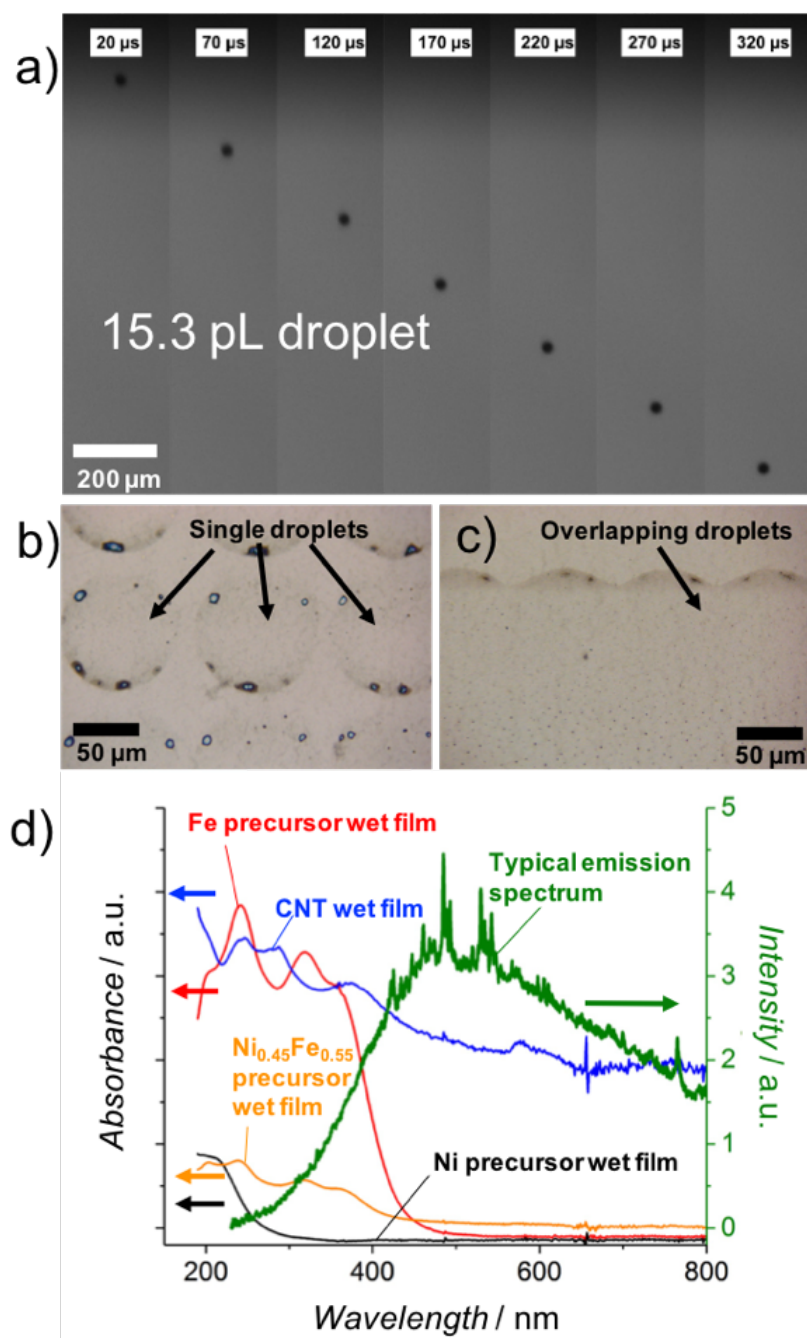 a)
20 µs 70 µs 120 µs 170 µs 220 µs 270 µs 320 µs
15.3 pL droplet
200 µm
b)
Single droplets
50 µm
c)
Overlapping droplets
50 µm
d)
Fe precursor wet film
CNT wet film
Typical emission
spectrum
Ni0.45Fe0.55
precursor
wet film
Ni precursor wet film
Absorbance / a.u.
Intensity / a.u.
5
4
3
2
1
0
200 400 600 800
Wavelength / nm